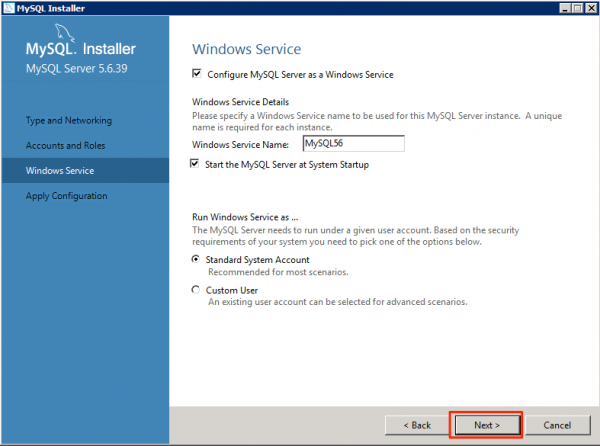 MySQL Installer
MySQL. Installer
MySQL Server 5.6.39
Type and Networking
Accounts and Roles
Windows Service
Apply Configuration
Windows Service
Configure MySQL Server as a Windows Service
Windows Service Details
Please specify a Windows Service name to be used for this MySQL Server instance. A unique
name is required for each instance.
Windows Service Name: MySQL56
Start the MySQL Server at System Startup
Run Windows Service as ...
The MySQL Server needs to run under a given user account. Based on the security
requirements of your system you need to pick one of the options below.
Standard System Account
Recommended for most scenarios.
Custom User
An existing user account can be selected for advanced scenarios.
< Back Next > Cancel